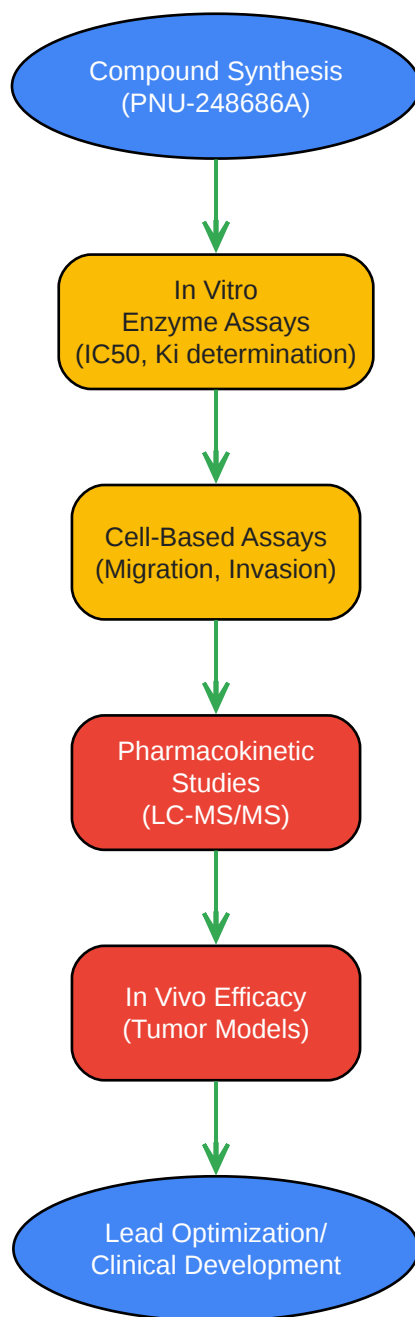 Compound Synthesis
(PNU-248686A)
In Vitro
Enzyme Assays
(IC50, Ki determination)
Cell-Based Assays
(Migration, Invasion)
Pharmacokinetic
Studies
(LC-MS/MS)
In Vivo Efficacy
(Tumor Models)
Lead Optimization/
Clinical Development